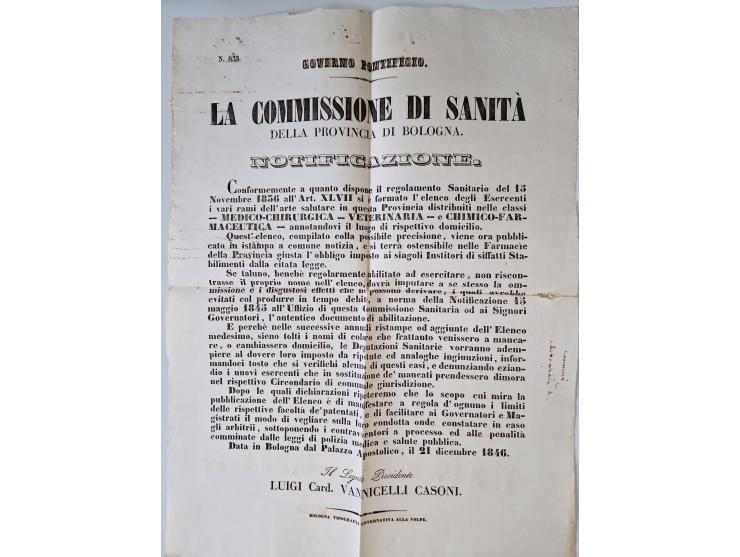 N. 833.
GOVERNO PONTIFICIO.
LA COMMISSIONE DI SANITÀ
DELLA PROVINCIA DI BOLOGNA.
NOTIFICAZIONE.
Conformemente a quanto dispone il regolamento Sanitario del 15
Novembre 1836 all'Art. XLVII si è formato l'elenco degli Esercenti
i vari rami dell'arte salutare in questa Provincia distribuiti nelle classi
— MEDICO-CHIRURGICA — VETERINARIA — e CHIMICO-FAR-
MACEUTICA — annotandovi il luogo di rispettivo domicilio.
Quest'elenco, compilato colla possibile precisione, viene ora pubbli-
cato in istampa a comune notizia, e si terrà ostensibile nelle Farmacie
della Provincia giusta l'obbligo imposto ai singoli Institori di siffatti Sta-
bilimenti dalla citata legge.
Se taluno, benchè regolarmente abilitato ad esercitare, non riscon-
trasse il proprio nome nell'elenco, dovrà imputare a se stesso la om-
missione e i disgustosi effetti che ne possono derivare, i quali avrebbe
evitati col produrre in tempo debito, a norma della Notificazione 15
maggio 1845 all'Uffizio di questa Commissione Sanitaria od ai Signori
Governatori, l'autentico documento di abilitazione.
E perchè nelle successive annuali ristampe od aggiunte dell'Elenco
medesimo, sieno tolti i nomi di coloro che frattanto venissero a manca-
re, o cambiassero domicilio, le Deputazioni Sanitarie vorranno adem-
piere al dovere loro imposto da ripetute ed analoghe ingiunzioni, infor-
mandoci tosto che si verifichi alcuno di questi casi, e denunziando ezian-
dio i nuovi esercenti che in sostituzione de' mancati prendessero dimora
nel rispettivo Circondario di comunale giurisdizione.
Dopo le quali dichiarazioni ripeteremo che lo scopo cui mira la
pubblicazione dell'Elenco è di manifestare a regola d'ognuno i limiti
delle rispettive facoltà de' patentati, e di facilitare ai Governatori e Ma-
gistrati il modo di vegliare sulla loro condotta onde constatare in caso
gli arbitrii, sottoponendo i contravventori a processo ed alle penalità
comminate dalle leggi di polizia medica e salute pubblica.
Data in Bologna dal Palazzo Apostolico, il 21 dicembre 1846.
Il Legato Presidente
LUIGI Card. VANNICELLI CASONI.
BOLOGNA TIPOGRAFIA GOVERNATIVA ALLA VOLPE.